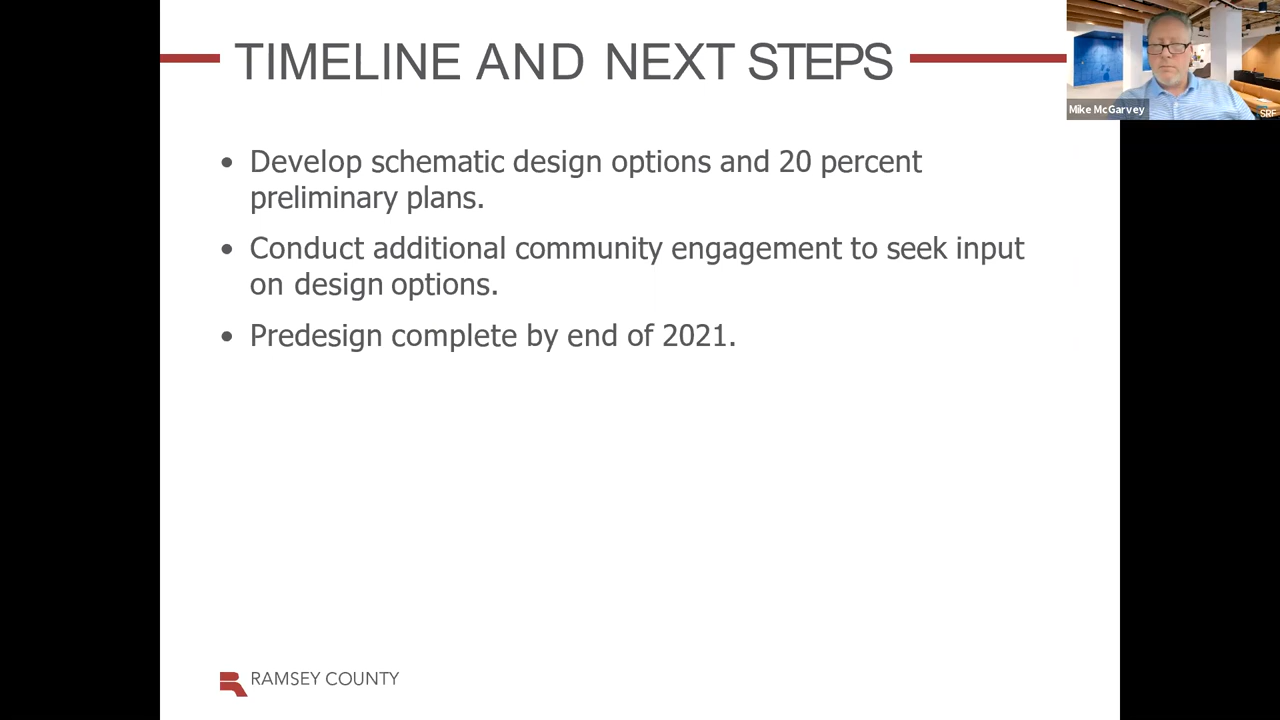 TIMELINE AND NEXT STEPS
Mike McGarvey
SRF
• Develop schematic design options and 20 percent
preliminary plans.
• Conduct additional community engagement to seek input
on design options.
• Predesign complete by end of 2021.
RAMSEY COUNTY